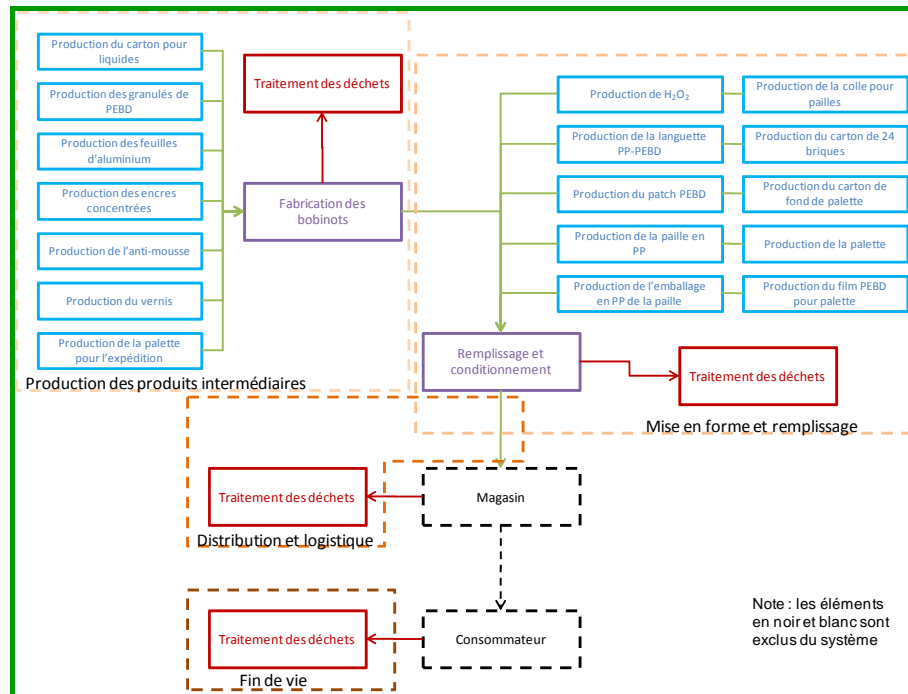 Production du carton pour
liquides
Production des granulés de
PEBD
Production des feuilles
d'aluminium
Production des encres
concentrées
Production de l'anti-mousse
Production du vernis
Production de la palette
pour l'expédition
Production des produits intermédiaires
Traitement des déchets
Fabrication des
bobinots
Production de H₂O₂
Production de la colle pour
pailles
Production de la languette
PP-PEBD
Production du carton de 24
briques
Production du patch PEBD
Production du carton de
fond de palette
Production de la paille en
PP
Production de la palette
Production de l'emballage
en PP de la paille
Production du film PEBD
pour palette
Remplissage et
conditionnement
Traitement des déchets
Mise en forme et remplissage
Traitement des déchets
Magasin
Distribution et logistique
Traitement des déchets
Consommateur
Fin de vie
Note : les éléments
en noir et blanc sont
exclus du système